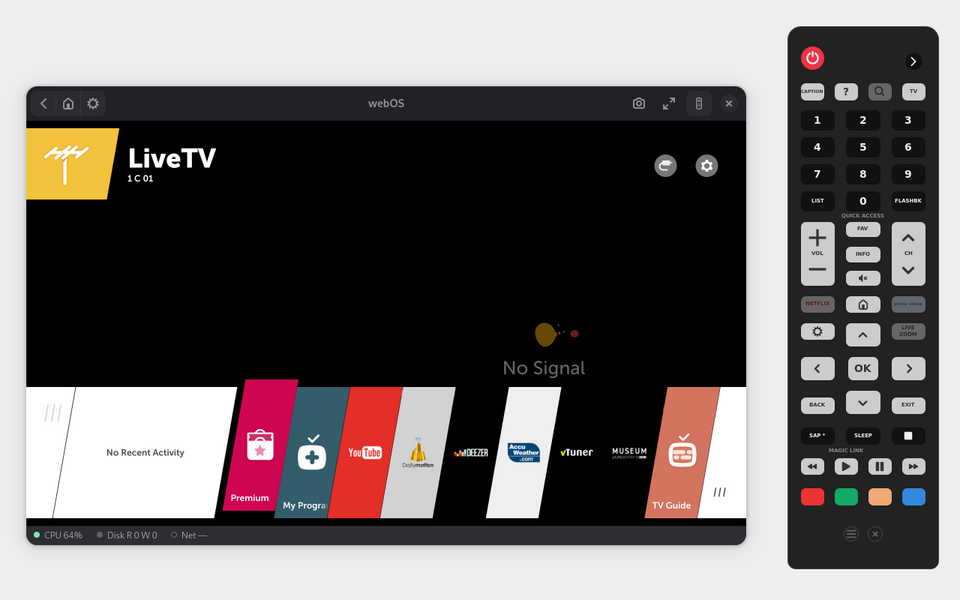 webOS
LiveTV
1 C 01
No Signal
No Recent Activity
Premium
My Progra
YouTube
Dailymotion
DEEZER
Accu
Weather
.com
vTuner
MUSEUM
TV Guide
CPU 64%
Disk R 0 W 0
Net —
CAPTION
?
TV
1
2
3
4
5
6
7
8
9
LIST
0
FLASHBK
QUICK ACCESS
VOL
FAV
INFO
CH
NETFLIX
prime video
LIVE
ZOOM
OK
BACK
EXIT
SAP *
SLEEP
MAGIC LINK